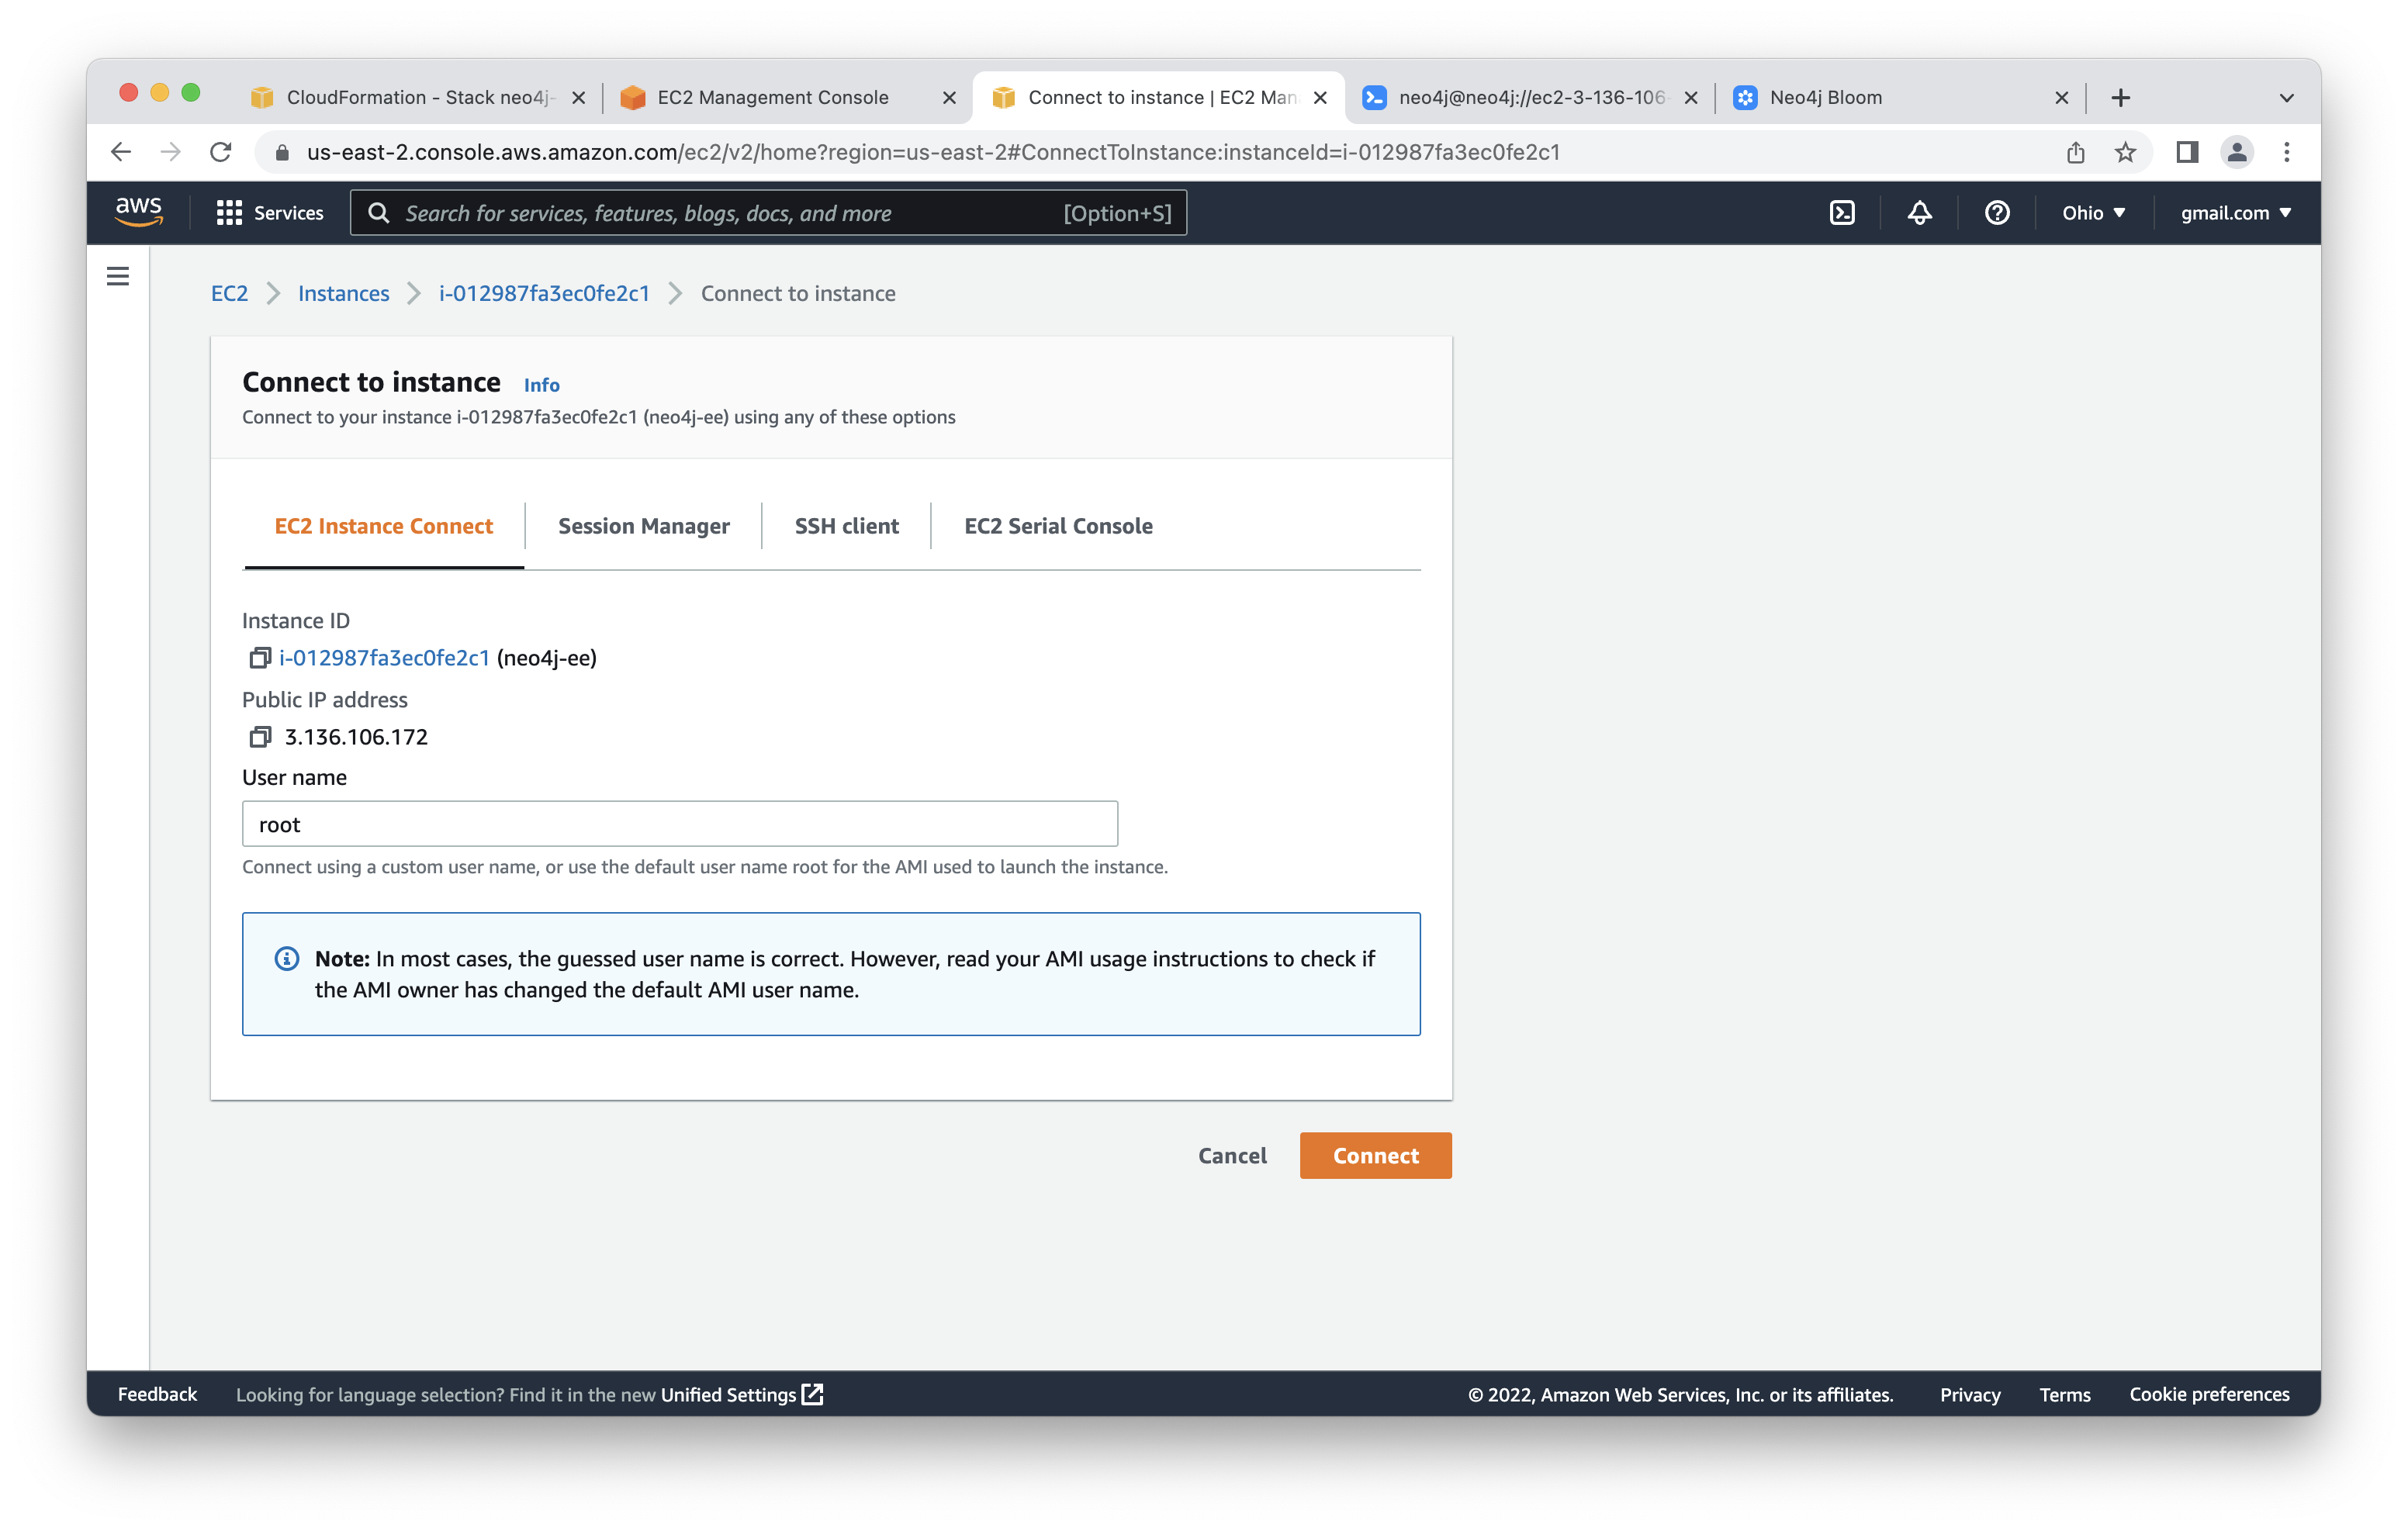 CloudFormation - Stack neo4j-
EC2 Management Console
Connect to instance | EC2 Man
neo4j@neo4j://ec2-3-136-106-
Neo4j Bloom
us-east-2.console.aws.amazon.com/ec2/v2/home?region=us-east-2#ConnectToInstance:instanceId=i-012987fa3ec0fe2c1
aws
Services
Search for services, features, blogs, docs, and more
[Option+S]
Ohio
gmail.com
EC2
Instances
i-012987fa3ec0fe2c1
Connect to instance
Connect to instance
Info
Connect to your instance i-012987fa3ec0fe2c1 (neo4j-ee) using any of these options
EC2 Instance Connect
Session Manager
SSH client
EC2 Serial Console
Instance ID
i-012987fa3ec0fe2c1 (neo4j-ee)
Public IP address
3.136.106.172
User name
root
Connect using a custom user name, or use the default user name root for the AMI used to launch the instance.
Note: In most cases, the guessed user name is correct. However, read your AMI usage instructions to check if
the AMI owner has changed the default AMI user name.
Cancel
Connect
Feedback
Looking for language selection? Find it in the new Unified Settings
© 2022, Amazon Web Services, Inc. or its affiliates.
Privacy
Terms
Cookie preferences